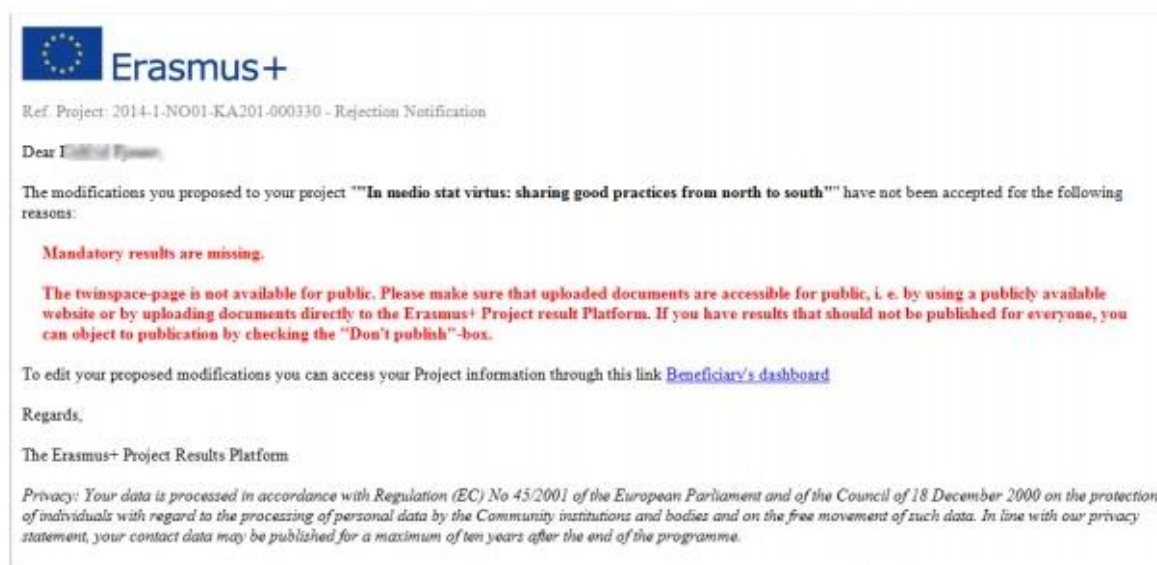 Erasmus+
Ref. Project: 2014-1-NO01-KA201-000330 - Rejection Notification
Dear
The modifications you proposed to your project ""In medio stat virtus: sharing good practices from north to south"" have not been accepted for the following
reasons:
Mandatory results are missing.
The twinspace-page is not available for public. Please make sure that uploaded documents are accessible for public, i. e. by using a publicly available
website or by uploading documents directly to the Erasmus+ Project result Platform. If you have results that should not be published for everyone, you
can object to publication by checking the "Don't publish"-box.
To edit your proposed modifications you can access your Project information through this link Beneficiary's dashboard
Regards,
The Erasmus+ Project Results Platform
Privacy: Your data is processed in accordance with Regulation (EC) No 45/2001 of the European Parliament and of the Council of 18 December 2000 on the protection
of individuals with regard to the processing of personal data by the Community institutions and bodies and on the free movement of such data. In line with our privacy
statement, your contact data may be published for a maximum of ten years after the end of the programme.